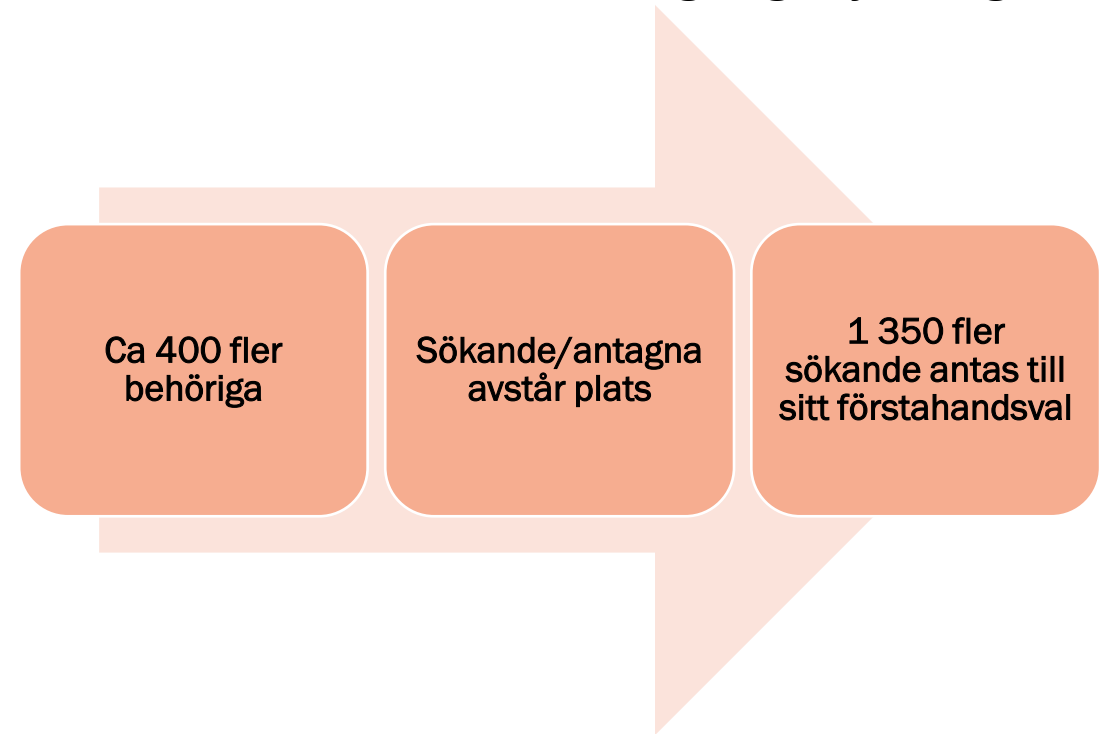 Ca 400 fler
behöriga
Sökande/antagna
avstår plats
1 350 fler
sökande antas till
sitt förstahandsval